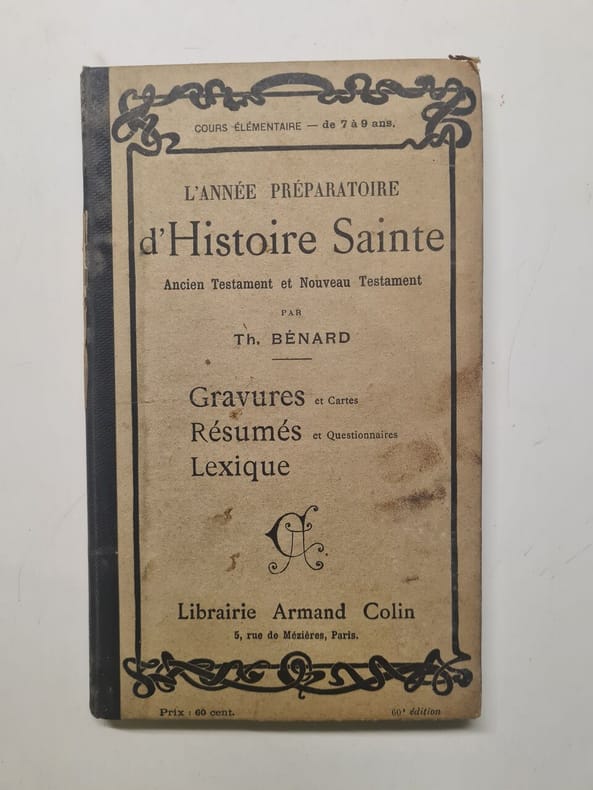 COURS ÉLÉMENTAIRE — de 7 à 9 ans.
L'ANNÉE PRÉPARATOIRE
d'Histoire Sainte
Ancien Testament et Nouveau Testament
PAR
Th. BÉNARD
Gravures et Cartes
Résumés et Questionnaires
Lexique
CA
Librairie Armand Colin
5, rue de Mézières, Paris.
Prix : 60 cent. 60e édition